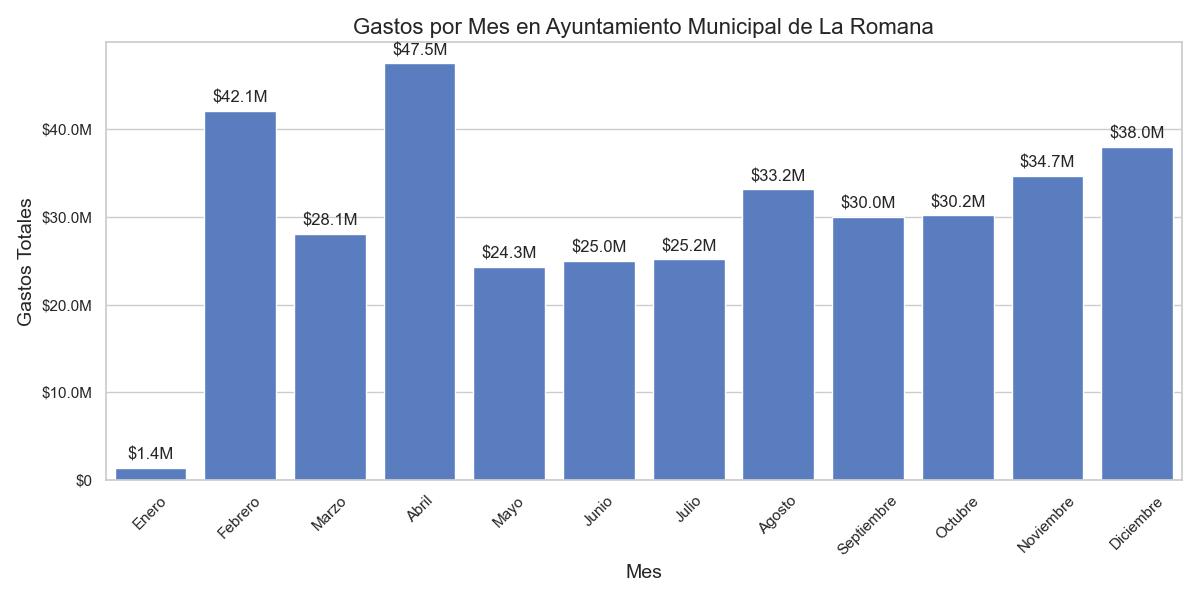 Gastos por Mes en Ayuntamiento Municipal de La Romana
$47.5M
$42.1M
$38.0M
$34.7M
$33.2M
$30.0M
$30.2M
$28.1M
$24.3M
$25.0M
$25.2M
$1.4M
Gastos Totales
$40.0M
$30.0M
$20.0M
$10.0M
$0
Enero
Febrero
Marzo
Abril
Mayo
Junio
Julio
Agosto
Septiembre
Octubre
Noviembre
Diciembre
Mes